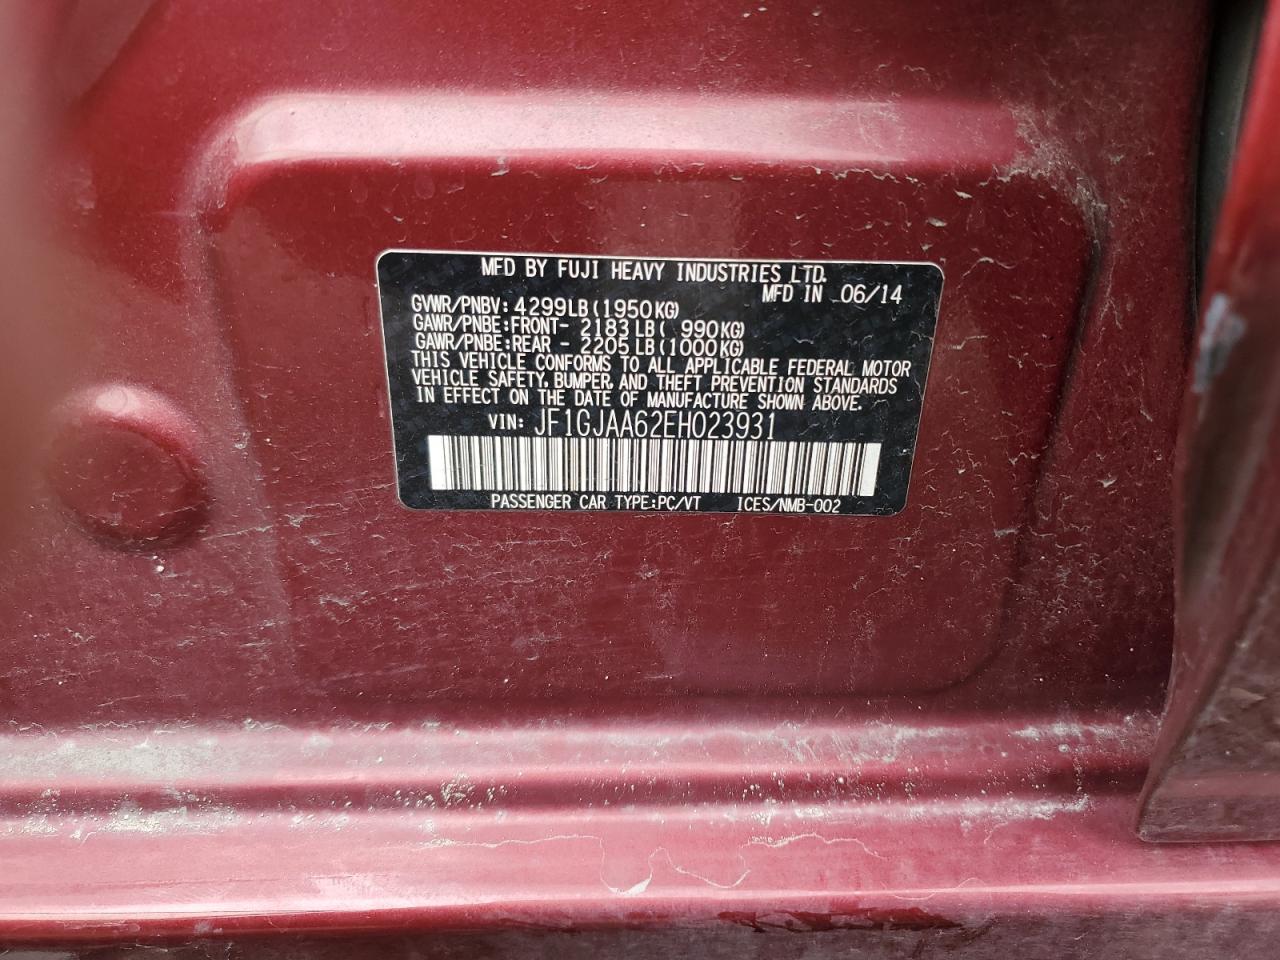 MFD BY FUJI HEAVY INDUSTRIES LTD.
MFD IN 06/14
GVWR/PNBV: 4299LB(1950KG)
GAWR/PNBE:FRONT- 2183LB( 990KG)
GAWR/PNBE:REAR - 2205LB(1000KG)
THIS VEHICLE CONFORMS TO ALL APPLICABLE FEDERAL MOTOR
VEHICLE SAFETY, BUMPER, AND THEFT PREVENTION STANDARDS
IN EFFECT ON THE DATE OF MANUFACTURE SHOWN ABOVE.
VIN: JF1GJAA62EH023931
PASSENGER CAR TYPE:PC/VT ICES/NMB-002